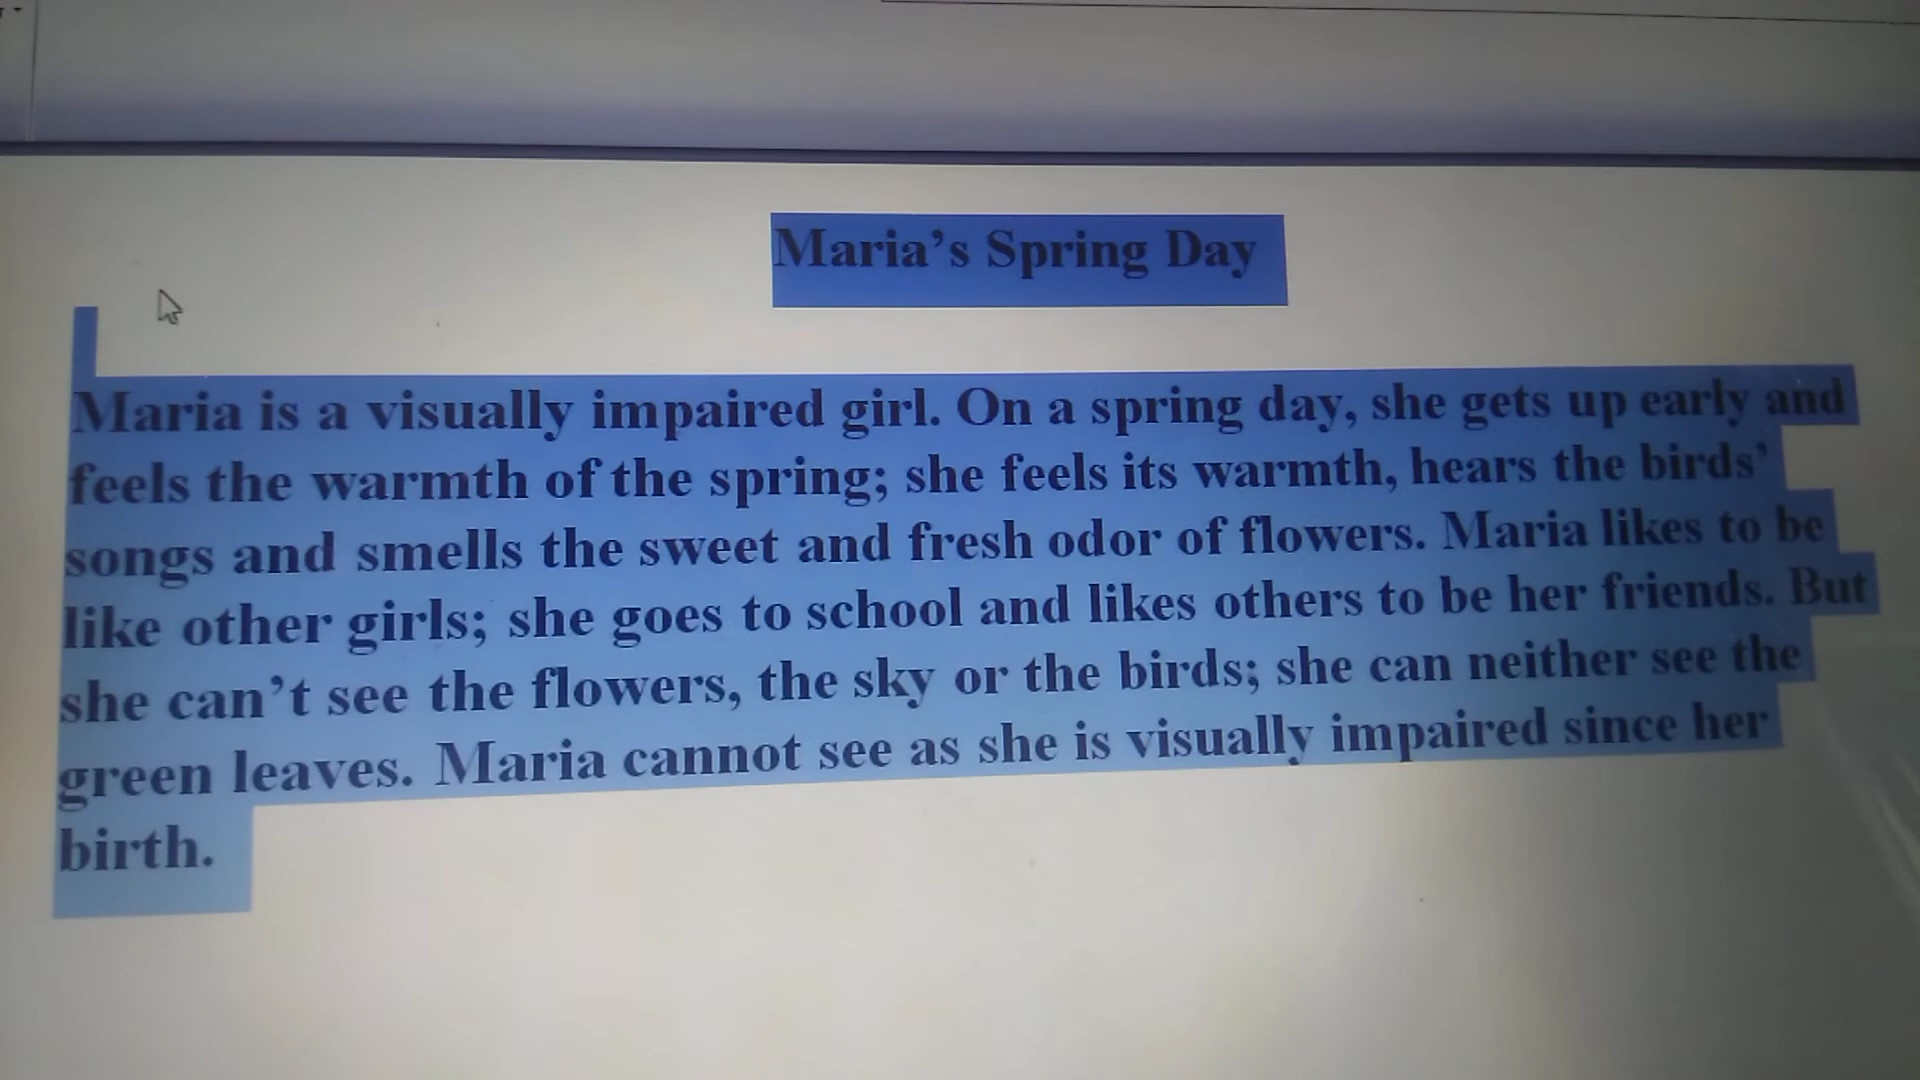 Maria’s Spring Day
Maria is a visually impaired girl. On a spring day, she gets up early and
feels the warmth of the spring; she feels its warmth, hears the birds’
songs and smells the sweet and fresh odor of flowers. Maria likes to be
like other girls; she goes to school and likes others to be her friends. But
she can’t see the flowers, the sky or the birds; she can neither see the
green leaves. Maria cannot see as she is visually impaired since her
birth.